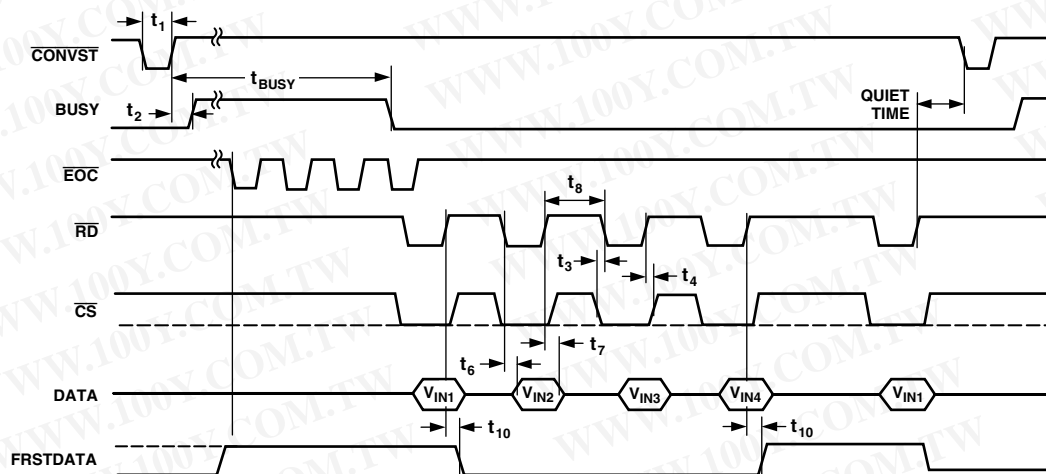 t1
CONVST
tBUSY
BUSY
t2
QUIET
TIME
EOC
t8
RD
t3
t4
CS
t7
t6
DATA
VIN1
VIN2
VIN3
VIN4
VIN1
t10
t10
FRSTDATA
WWW.100Y.COM.TW